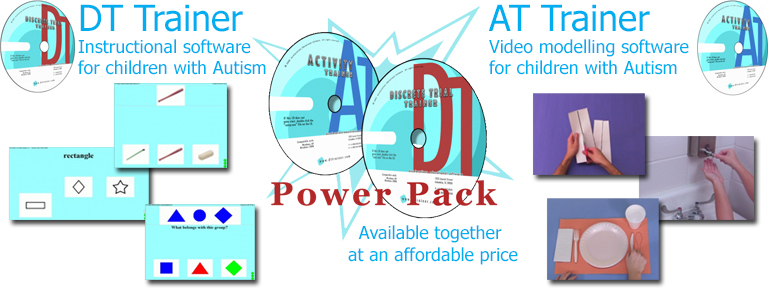 DT Trainer
Instructional software
for children with Autism
AT Trainer
Video modelling software
for children with Autism
DT
AT
rectangle
What belongs with this group?
ACTIVITY
TRAINER
AT
DISCRETE TRIAL
TRAINER
DT
Power Pack
Available together
at an affordable price